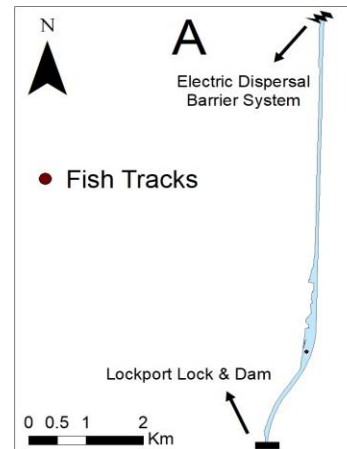 N
A
Electric Dispersal
Barrier System
Fish Tracks
Lockport Lock & Dam
0 0.5 1 2
Km